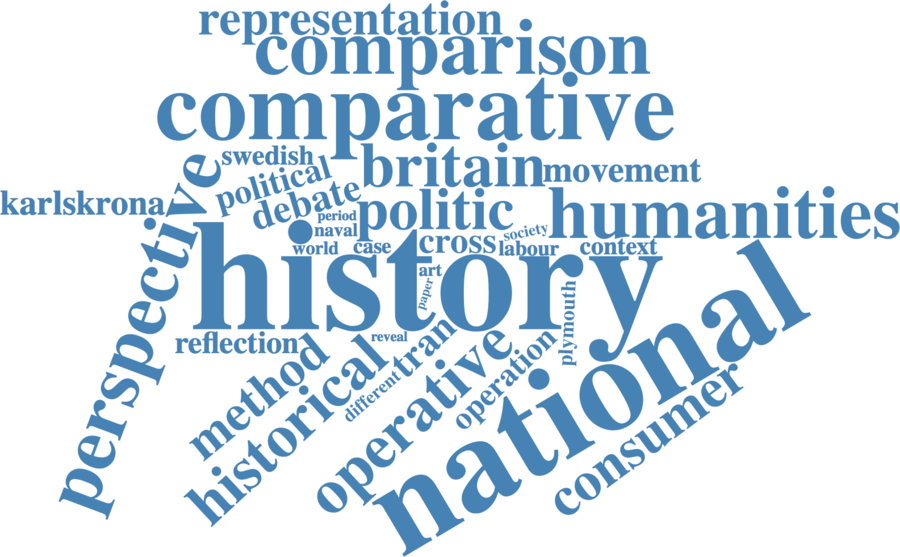 representation
comparison
comparative
swedish
britain
movement
political
debate
karlskrona
perspective
period
politic
humanities
naval
society
world
case
cross
labour
context
history
art
paper
plymouth
national
reflection
reveal
tran
method
historical
different
operative
operation
consumer